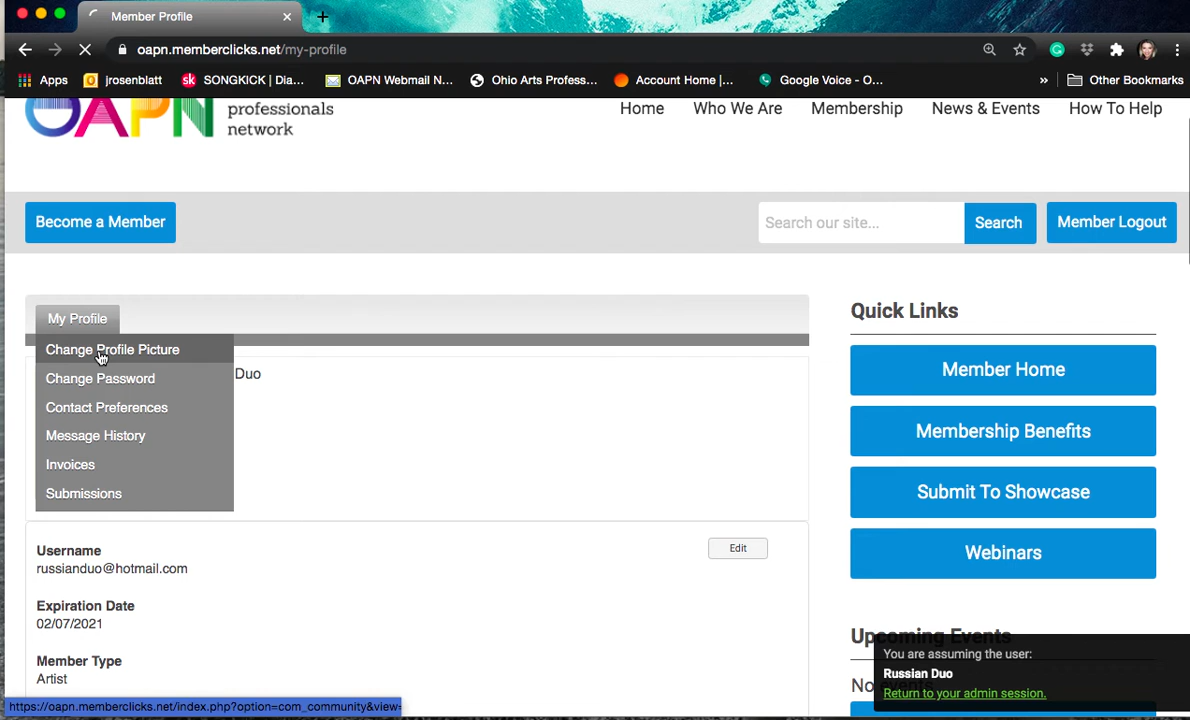 Member Profile
oapn.memberclicks.net/my-profile
Apps
jrosenblatt
SONGKICK | Dia...
OAPN Webmail N...
Ohio Arts Profess...
Account Home |...
Google Voice - O...
»
Other Bookmarks
OAPN
professionals
network
Home
Who We Are
Membership
News & Events
How To Help
Become a Member
Search our site...
Search
Member Logout
My Profile
Change Profile Picture
Change Password
Contact Preferences
Message History
Invoices
Submissions
Duo
Username
russianduo@hotmail.com
Edit
Expiration Date
02/07/2021
Member Type
Artist
Quick Links
Member Home
Membership Benefits
Submit To Showcase
Webinars
Upcoming Events
No events
You are assuming the user:
Russian Duo
Return to your admin session.
https://oapn.memberclicks.net/index.php?option=com_community&view=